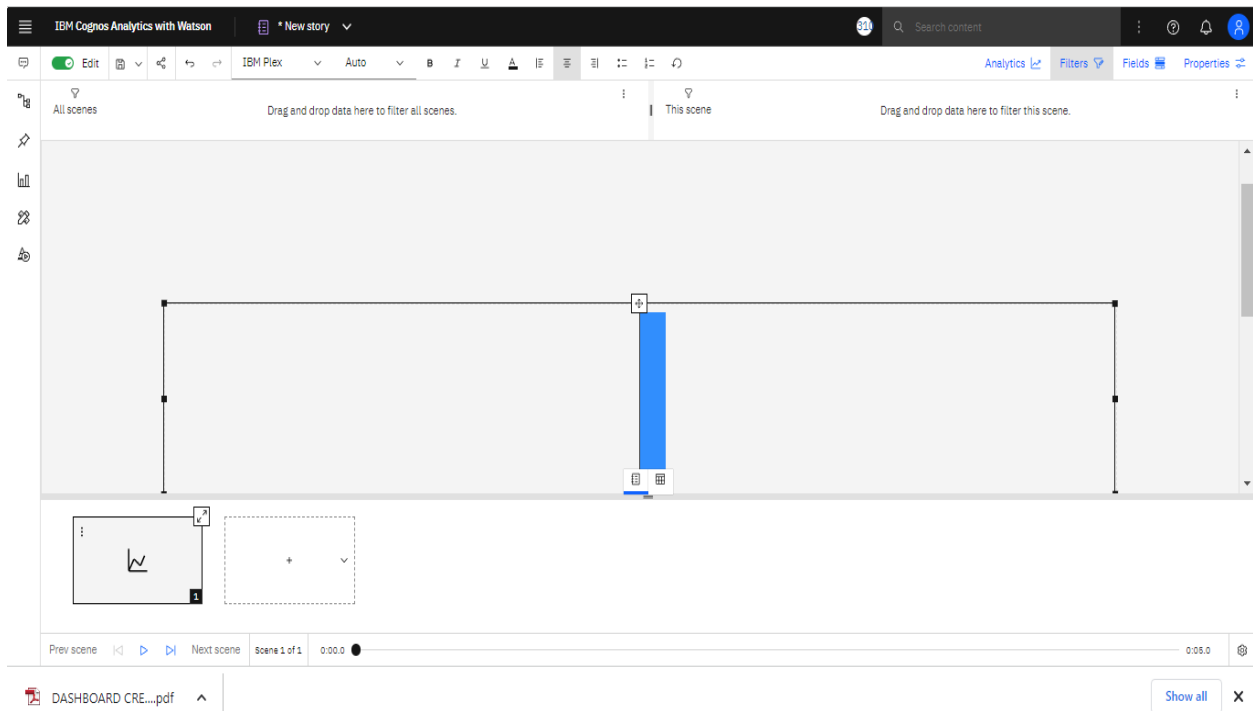 IBM Cognos Analytics with Watson
* New story
310
Search content
Edit
IBM Plex
Auto
B I U A
Analytics
Filters
Fields
Properties
All scenes
Drag and drop data here to filter all scenes.
This scene
Drag and drop data here to filter this scene.
1
Prev scene
Next scene
Scene 1 of 1
0:00.0
0:05.0
DASHBOARD CRE....pdf
Show all